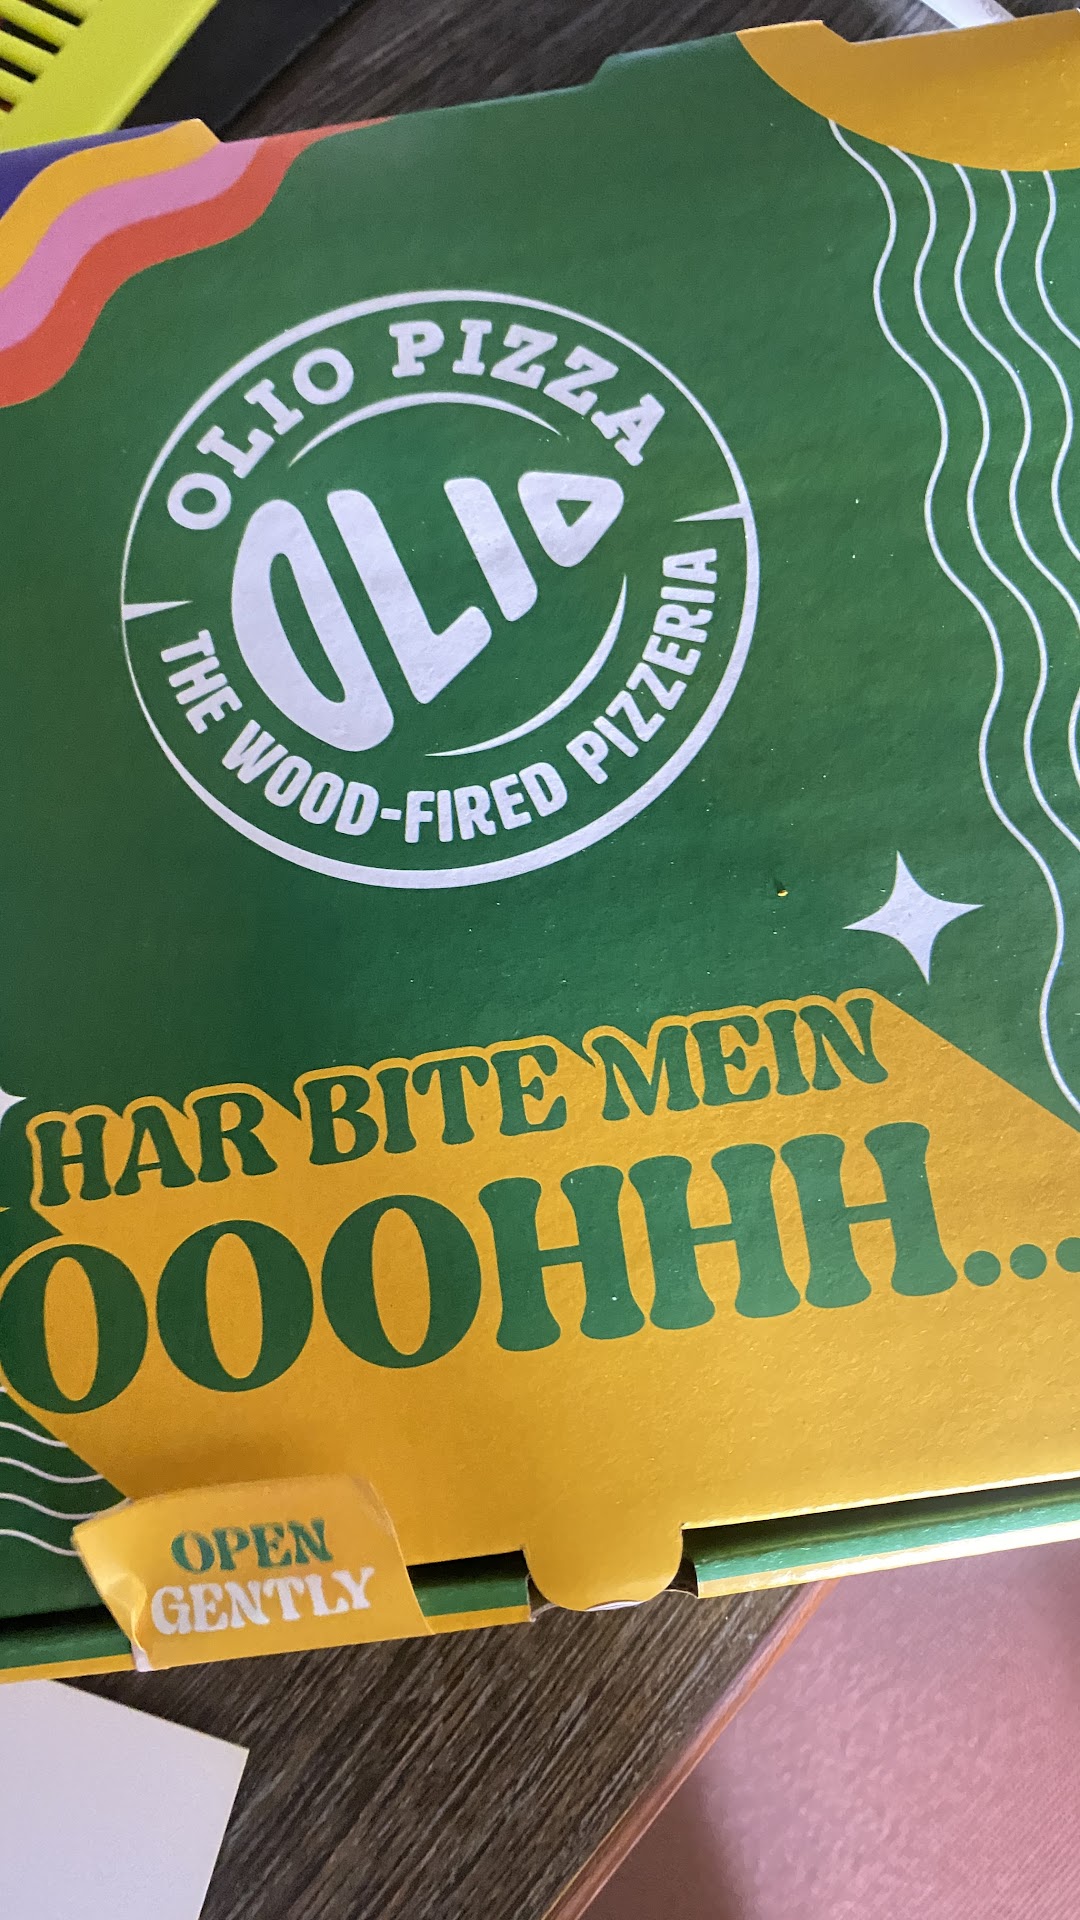 OLIO PIZZA
OLIO
THE WOOD-FIRED PIZZERIA
HAR BITE MEIN
OOOHHH...
OPEN
GENTLY